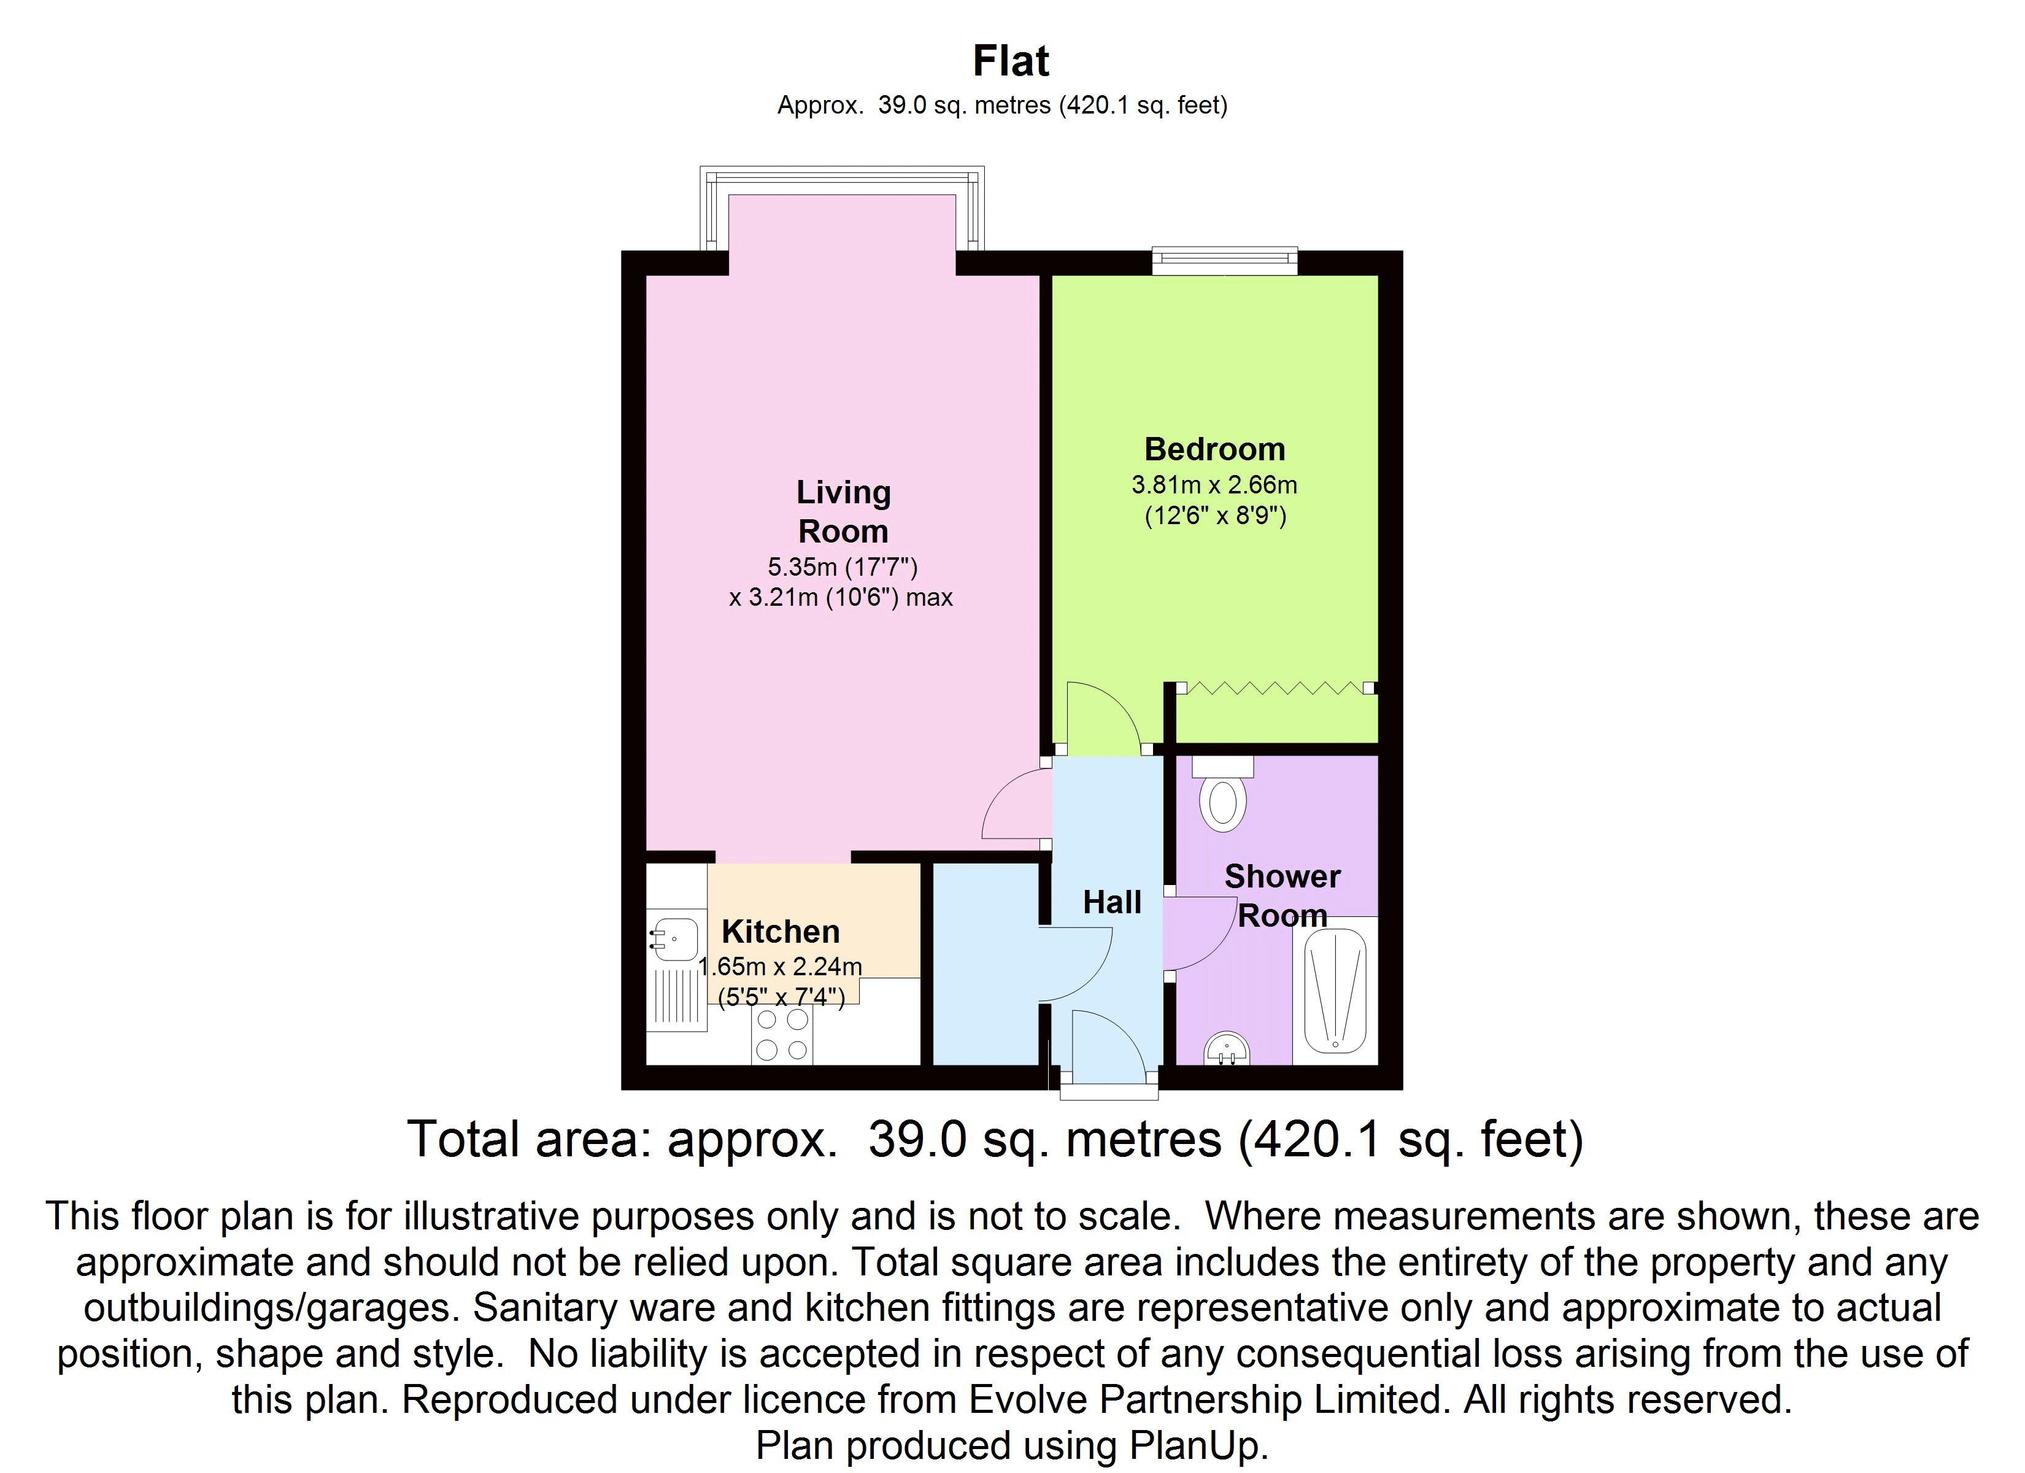 Flat
Approx. 39.0 sq. metres (420.1 sq. feet)
Living
Room
5.35m (17'7")
x 3.21m (10'6") max
Bedroom
3.81m x 2.66m
(12'6" x 8'9")
Hall
Shower
Room
Kitchen
1.65m x 2.24m
(5'5" x 7'4")
Total area: approx. 39.0 sq. metres (420.1 sq. feet)
This floor plan is for illustrative purposes only and is not to scale. Where measurements are shown, these are
approximate and should not be relied upon. Total square area includes the entirety of the property and any
outbuildings/garages. Sanitary ware and kitchen fittings are representative only and approximate to actual
position, shape and style. No liability is accepted in respect of any consequential loss arising from the use of
this plan. Reproduced under licence from Evolve Partnership Limited. All rights reserved.
Plan produced using PlanUp.